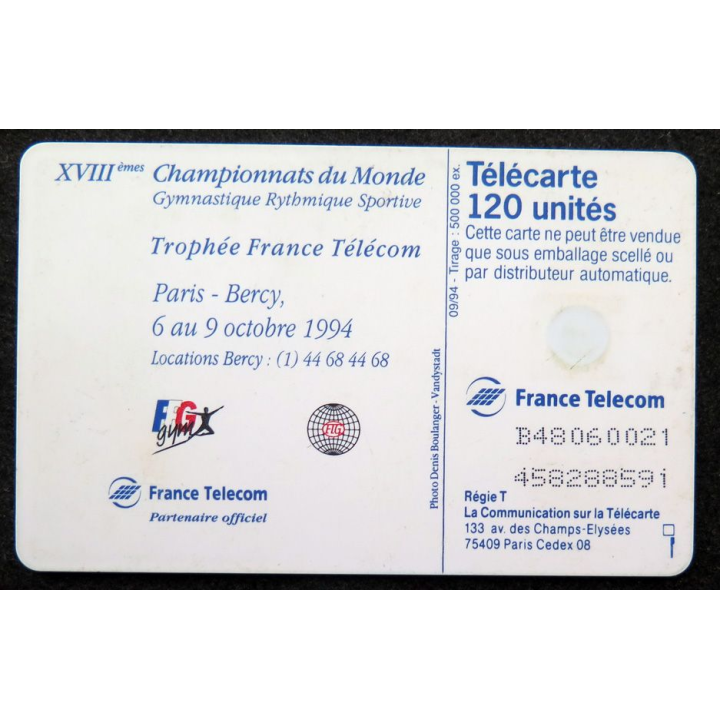 XVIIIèmes Championnats du Monde
Gymnastique Rythmique Sportive
Trophée France Télécom
Paris - Bercy,
6 au 9 octobre 1994
Locations Bercy : (1) 44 68 44 68
FFG
gym
FIG
France Telecom
Partenaire officiel
Photo Denis Boulanger - Vandystadt
09/94 - Tirage : 500 000 ex.
Télécarte
120 unités
Cette carte ne peut être vendue
que sous emballage scellé ou
par distributeur automatique.
France Telecom
B48060021
458288591
Régie T
La Communication sur la Télécarte
133 av. des Champs-Elysées
75409 Paris Cedex 08